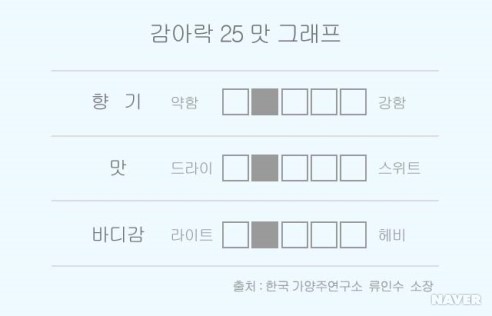 감아락 25 맛 그래프
향 기 약함 강함
맛 드라이 스위트
바디감 라이트 헤비
출처 : 한국 가양주연구소 류인수 소장
NAVER